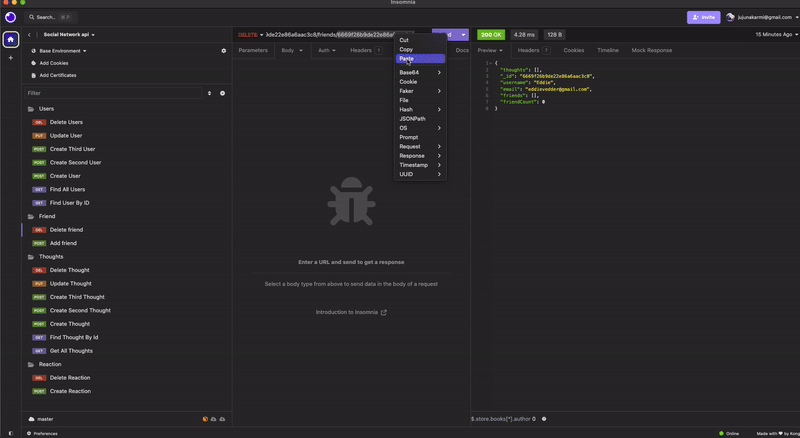 Insomnia
Search.. ⌘ P
Invite
jujunakarmi@gmail.com
Social Network api
DELETE
3de22e86a6aac3c8/friends/6669f26b9de22e86a
200 OK
4.28 ms
128 B
15 Minutes Ago
Base Environment
Add Cookies
Add Certificates
Parameters
Body
Auth
Headers
Docs
Preview
Headers
Cookies
Timeline
Mock Response
Filter
Users
DEL Delete Users
PUT Update User
POST Create Third User
POST Create Second User
POST Create User
GET Find All Users
GET Find User By ID
Friend
DEL Delete friend
POST Add friend
Thoughts
DEL Delete Thought
PUT Update Thought
POST Create Third Thought
POST Create Second Thought
POST Create Thought
GET Find Thought By Id
GET Get All Thoughts
Reaction
DEL Delete Reaction
POST Create Reaction
Cut
Copy
Paste
Base64
Cookie
Faker
File
Hash
JSONPath
OS
Prompt
Request
Response
Timestamp
UUID
Enter a URL and send to get a response
Select a body type from above to send data in the body of a request
Introduction to Insomnia
1 {
2 "thoughts": [],
3 "_id": "6669f26b9de22e86a6aac3c8",
4 "username": "Eddie",
5 "email": "eddievedder@gmail.com",
6 "friends": [],
7 "friendCount": 0
8 }
master
$.store.books[*].author
Preferences
Online
Made with ❤ by Kong